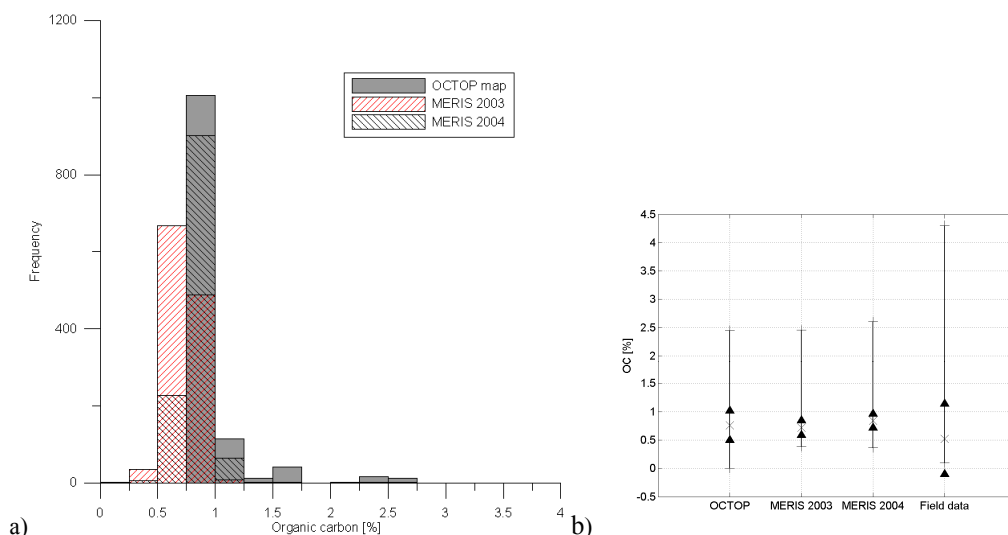 1200
800
400
0
Frequency
OCTOP map
MERIS 2003
MERIS 2004
0
0.5
1
1.5
2
2.5
3
3.5
4
Organic carbon [%]
a)
4.5
4
3.5
3
2.5
2
1.5
1
0.5
0
-0.5
OC [%]
OCTOP
MERIS 2003
MERIS 2004
Field data
b)